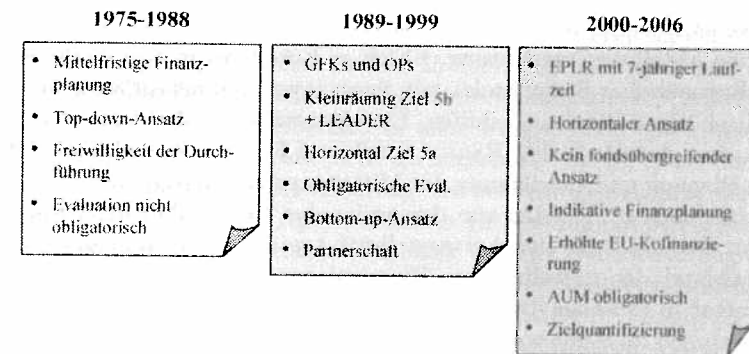 1975-1988
• Mittelfristige Finanz-
planung
• Top-down-Ansatz
• Freiwilligkeit der Durch-
führung
• Evaluation nicht
obligatorisch
1989-1999
• GFKs und OPs
• Kleinräumig Ziel 5b
+ LEADER
• Horizontal Ziel 5a
• Obligatorische Eval.
• Bottom-up-Ansatz
• Partnerschaft
2000-2006
• EPLR mit 7-jähriger Lauf-
zeit
• Horizontaler Ansatz
• Kein fondsübergreifender
Ansatz
• Indikative Finanzplanung
• Erhöhte EU-Kofinanzie-
rung
• AUM obligatorisch
• Zielquantifizierung